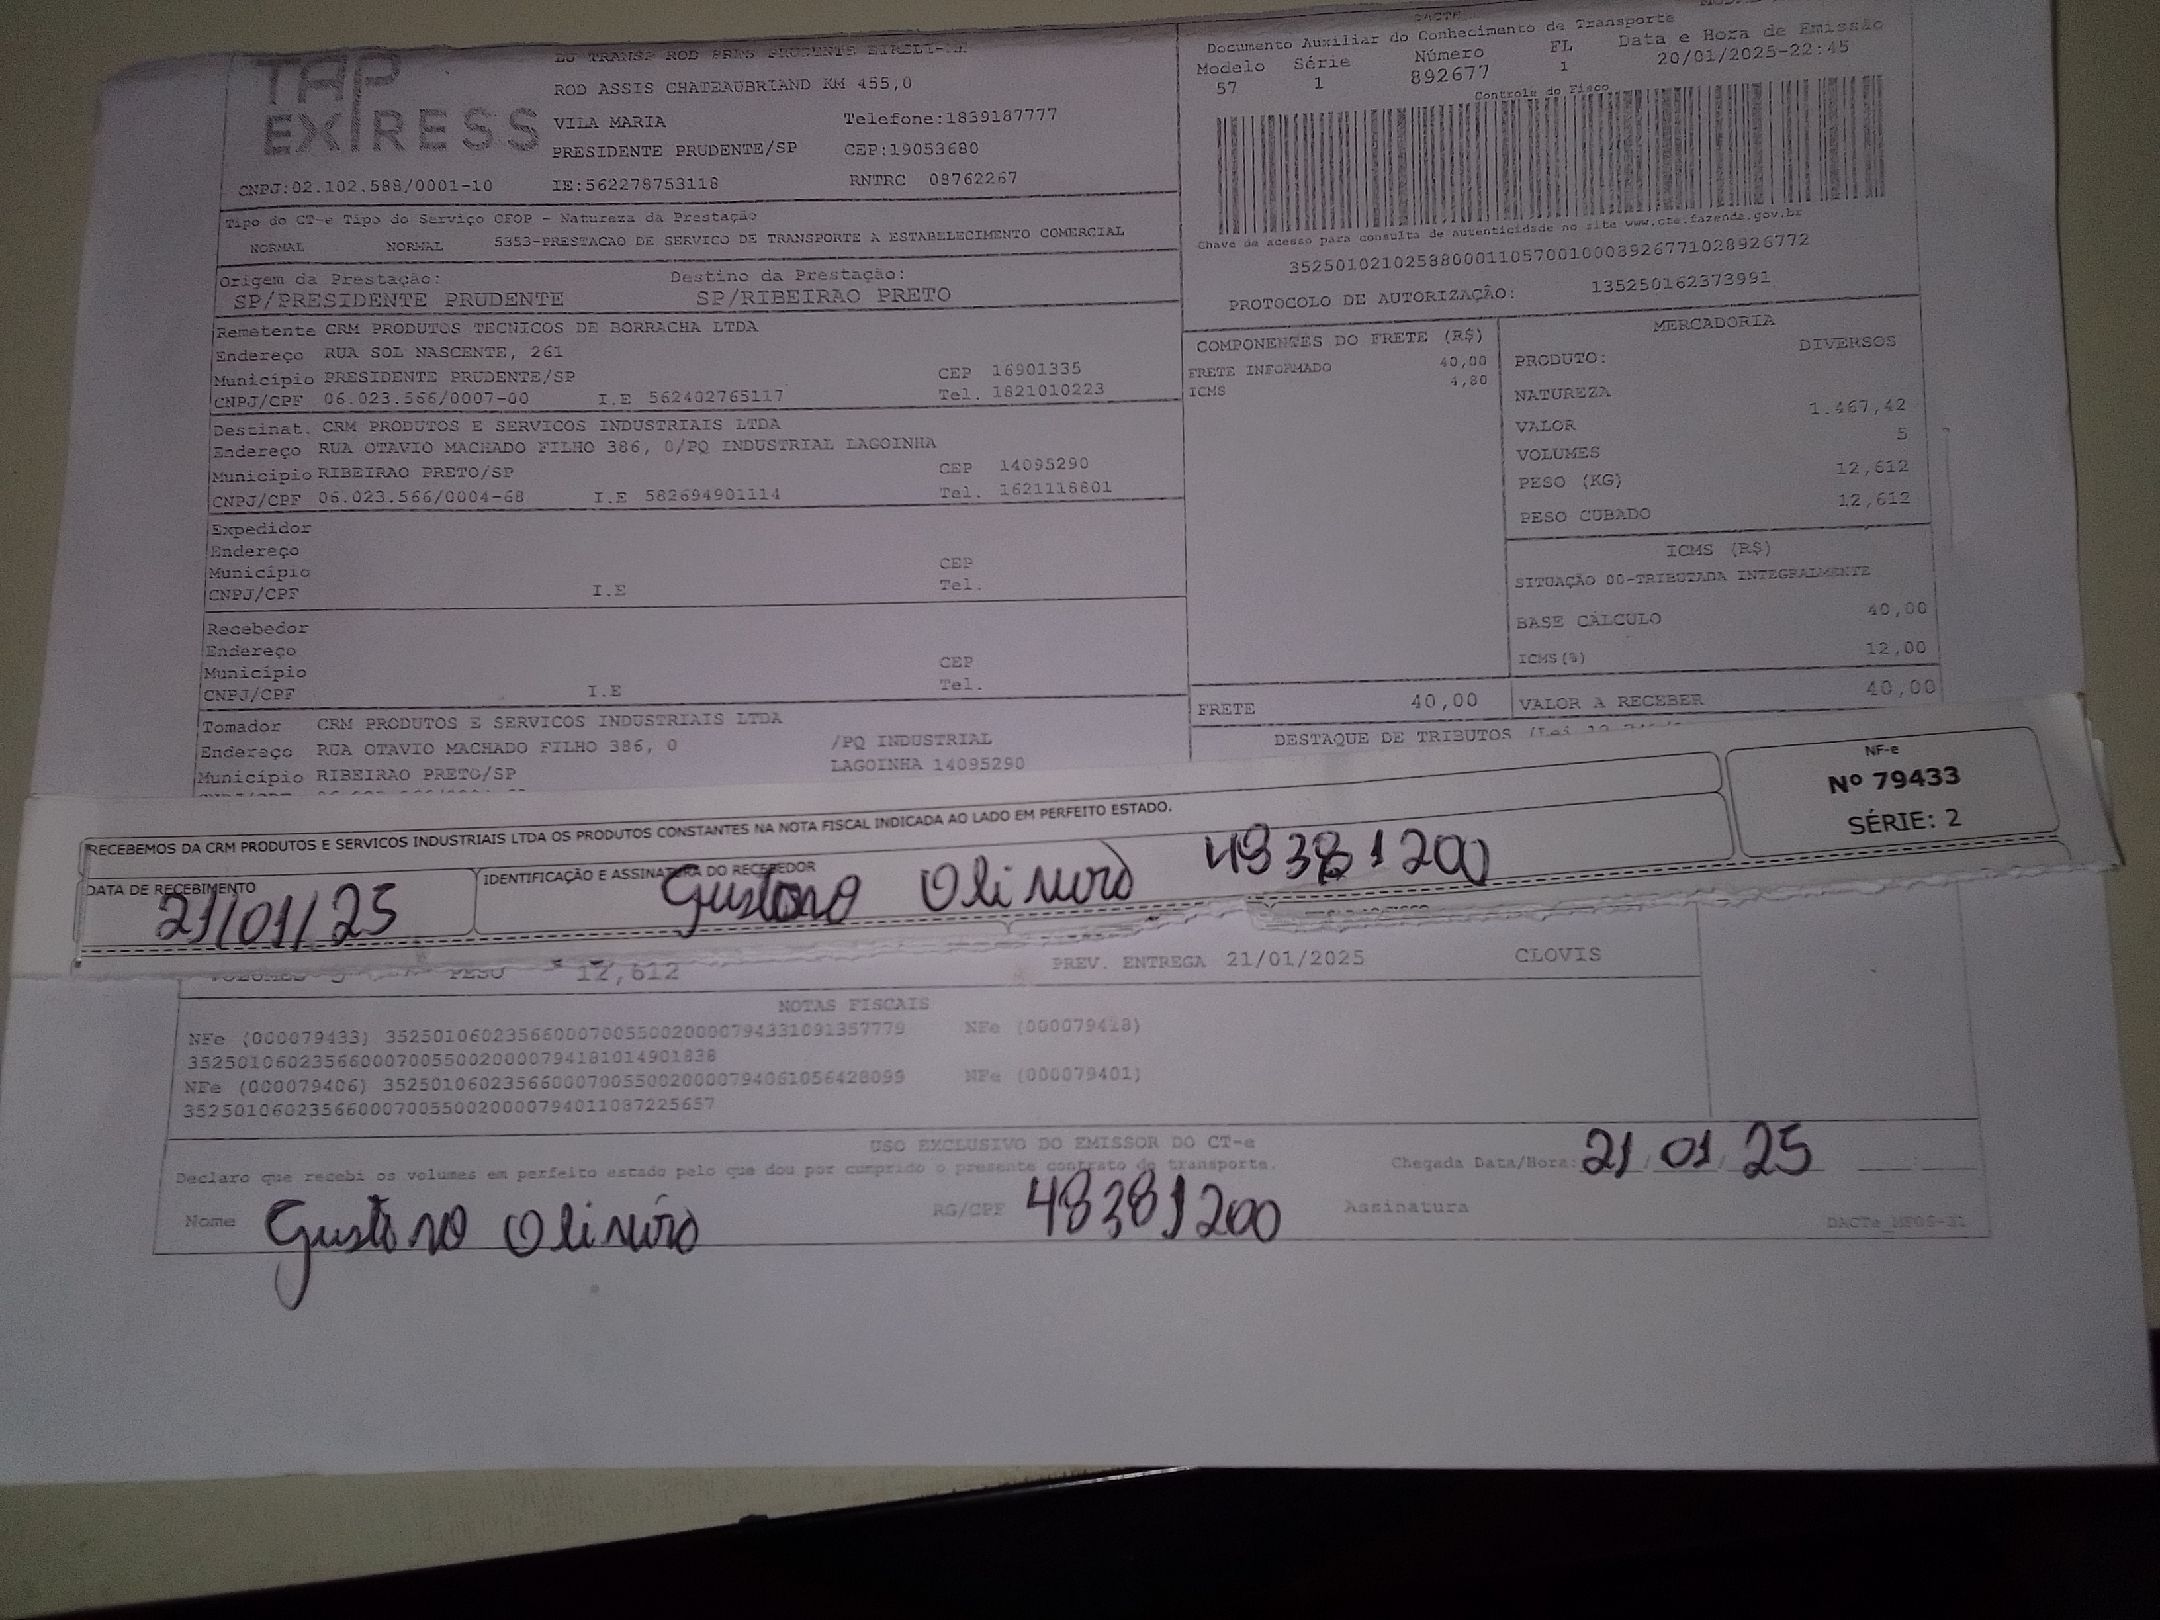 TAP
EXPRESS
ROD ASSIS CHATEAUBRIAND KM 455,0
VILA MARIA Telefone:1839187777
PRESIDENTE PRUDENTE/SP CEP:19053680
CNPJ:02.102.588/0001-10 IE:562278753118 RNTRC 08762267
Tipo do CT-e Tipo do Serviço CFOP - Natureza da Prestação
NORMAL NORMAL 5353-PRESTACAO DE SERVICO DE TRANSPORTE A ESTABELECIMENTO COMERCIAL
Origem da Prestação: Destino da Prestação:
SP/PRESIDENTE PRUDENTE SP/RIBEIRAO PRETO
Remetente CRM PRODUTOS TECNICOS DE BORRACHA LTDA
Endereço RUA SOL NASCENTE, 261
Município PRESIDENTE PRUDENTE/SP CEP 16901335
CNPJ/CPF 06.023.566/0007-00 I.E 562402765117 Tel. 1821010223
Destinat. CRM PRODUTOS E SERVICOS INDUSTRIAIS LTDA
Endereço RUA OTAVIO MACHADO FILHO 386, 0/PQ INDUSTRIAL LAGOINHA
Município RIBEIRAO PRETO/SP CEP 14095290
CNPJ/CPF 06.023.566/0004-68 I.E 582694901114 Tel. 1621118801
Expedidor
Endereço
Município CEP
CNPJ/CPF I.E Tel.
Recebedor
Endereço
Município CEP
CNPJ/CPF I.E Tel.
Tomador CRM PRODUTOS E SERVICOS INDUSTRIAIS LTDA
Endereço RUA OTAVIO MACHADO FILHO 386, 0 /PQ INDUSTRIAL
Município RIBEIRAO PRETO/SP LAGOINHA 14095290
DACTE
Documento Auxiliar do Conhecimento de Transporte
Modelo Série Número FL Data e Hora de Emissão
57 1 892677 1 20/01/2025-22:45
Controle do Fisco
Chave de acesso para consulta de autenticidade no site www.cte.fazenda.gov.br
35250102102588000110570010008926771028926772
PROTOCOLO DE AUTORIZAÇÃO: 135250162373991
COMPONENTES DO FRETE (R$)
FRETE INFORMADO 40,00
ICMS 4,80
MERCADORIA
PRODUTO: DIVERSOS
NATUREZA
VALOR 1.467,42
VOLUMES 5
PESO (KG) 12,612
PESO CUBADO 12,612
ICMS (R$)
SITUAÇÃO 00-TRIBUTADA INTEGRALMENTE
BASE CÁLCULO 40,00
ICMS(%) 12,00
FRETE 40,00 VALOR A RECEBER 40,00
DESTAQUE DE TRIBUTOS
RECEBEMOS DA CRM PRODUTOS E SERVICOS INDUSTRIAIS LTDA OS PRODUTOS CONSTANTES NA NOTA FISCAL INDICADA AO LADO EM PERFEITO ESTADO.
DATA DE RECEBIMENTO IDENTIFICAÇÃO E ASSINATURA DO RECEBEDOR
21/01/25 Gustavo Oliveira 48381200
NF-e
Nº 79433
SÉRIE: 2
PESO 12,612 PREV. ENTREGA 21/01/2025 CLOVIS
NOTAS FISCAIS
NFe (000079433) 35250106023566000700550020000794331091357779 NFe (000079418)
35250106023566000700550020000794181014901838
NFe (000079406) 35250106023566000700550020000794061056428099 NFe (000079401)
35250106023566000700550020000794011087225657
USO EXCLUSIVO DO EMISSOR DO CT-e
Declaro que recebi os volumes em perfeito estado pelo que dou por cumprido o presente contrato de transporte. Chegada Data/Hora: 21/01/25
Nome Gustavo Oliveira RG/CPF 48381200 Assinatura